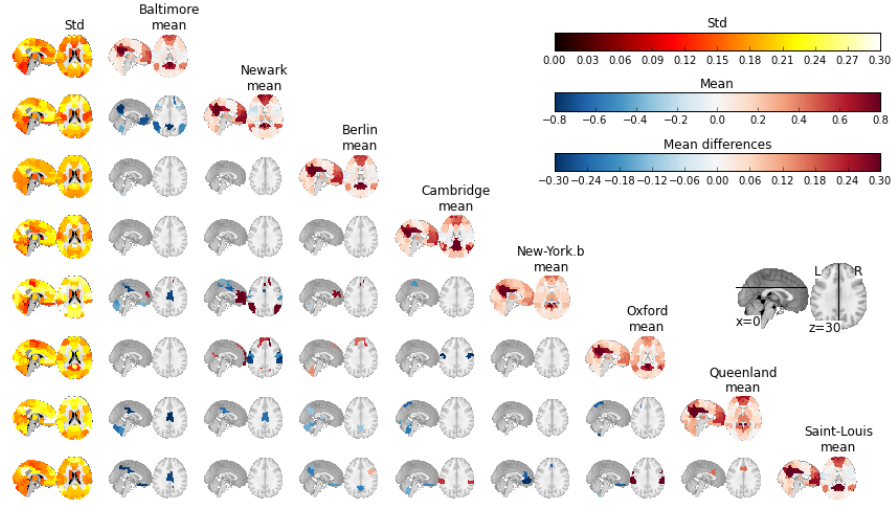 Std
Baltimore
mean
Newark
mean
Berlin
mean
Cambridge
mean
New-York.b
mean
Oxford
mean
Queenland
mean
Saint-Louis
mean
Std
0.00 0.03 0.06 0.09 0.12 0.15 0.18 0.21 0.24 0.27 0.30
Mean
−0.8 −0.6 −0.4 −0.2 0.0 0.2 0.4 0.6 0.8
Mean differences
−0.30 −0.24 −0.18 −0.12 −0.06 0.00 0.06 0.12 0.18 0.24 0.30
L R
x=0
z=30